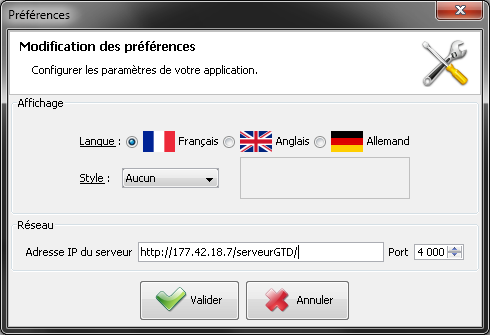 Préférences
Modification des préférences
Configurer les paramètres de votre application.
Affichage
Langue : Français Anglais Allemand
Style : Aucun
Réseau
Adresse IP du serveur http://177.42.18.7/serveurGTD/ Port 4 000
Valider Annuler